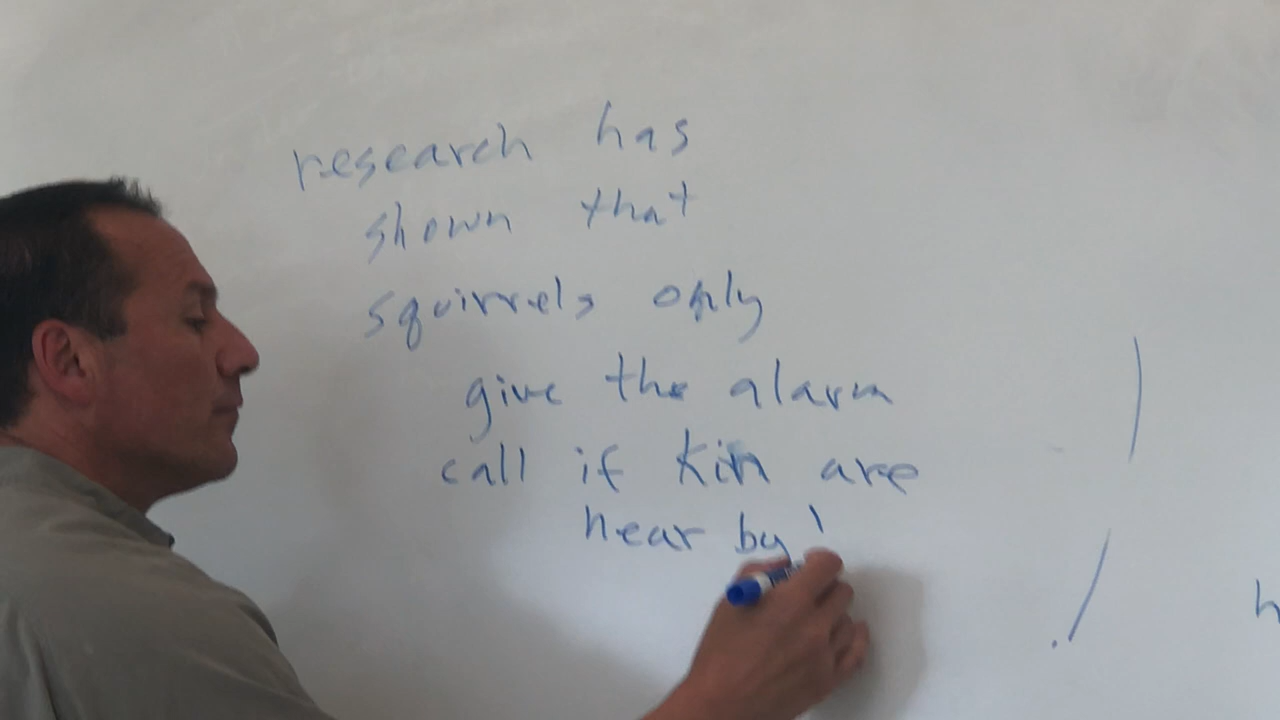 research has
shown that
squirrels only
give the alarm
call if kin are
near by!
h